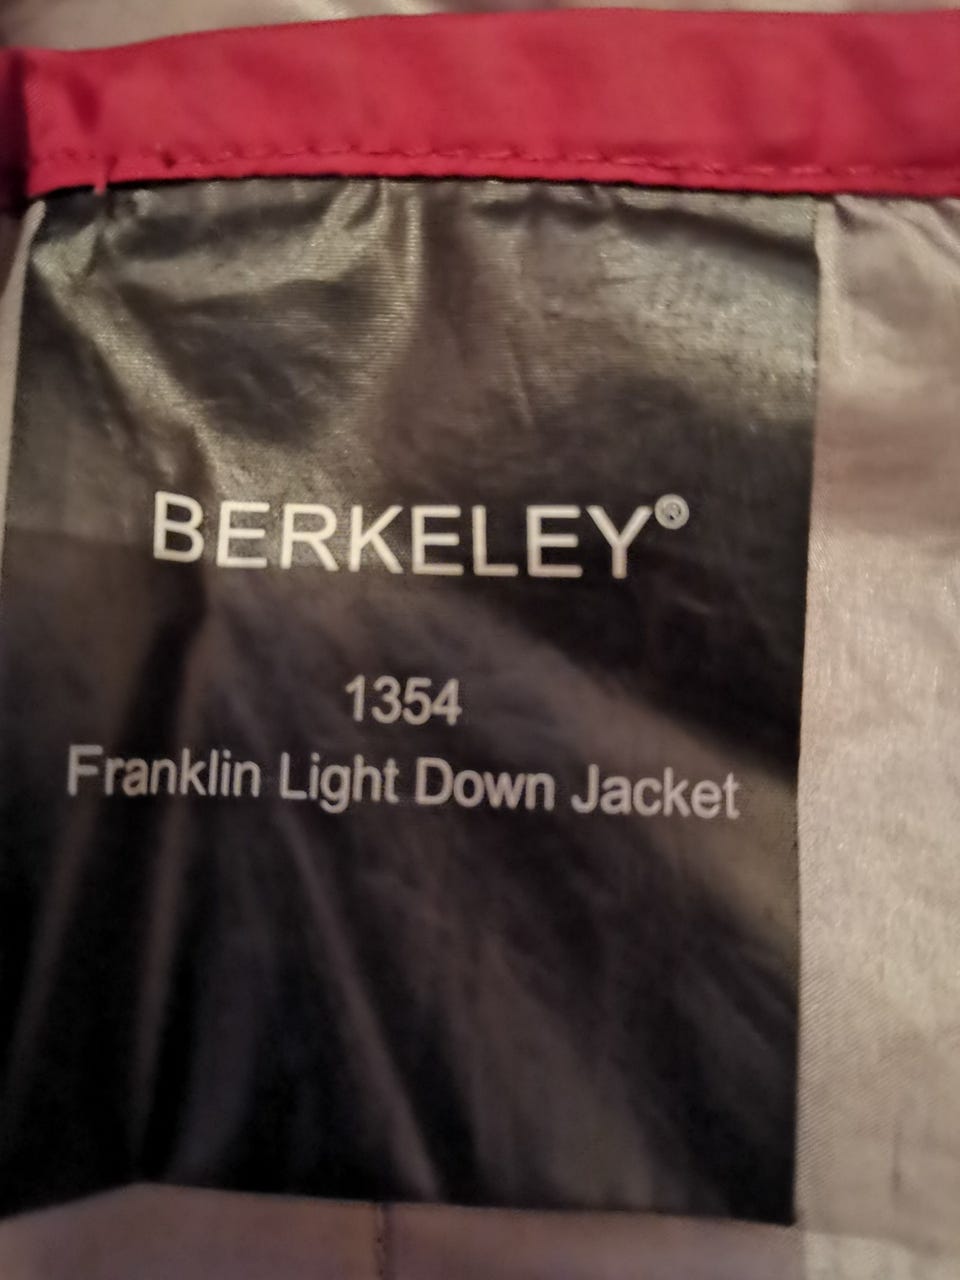 BERKELEY®
1354
Franklin Light Down Jacket